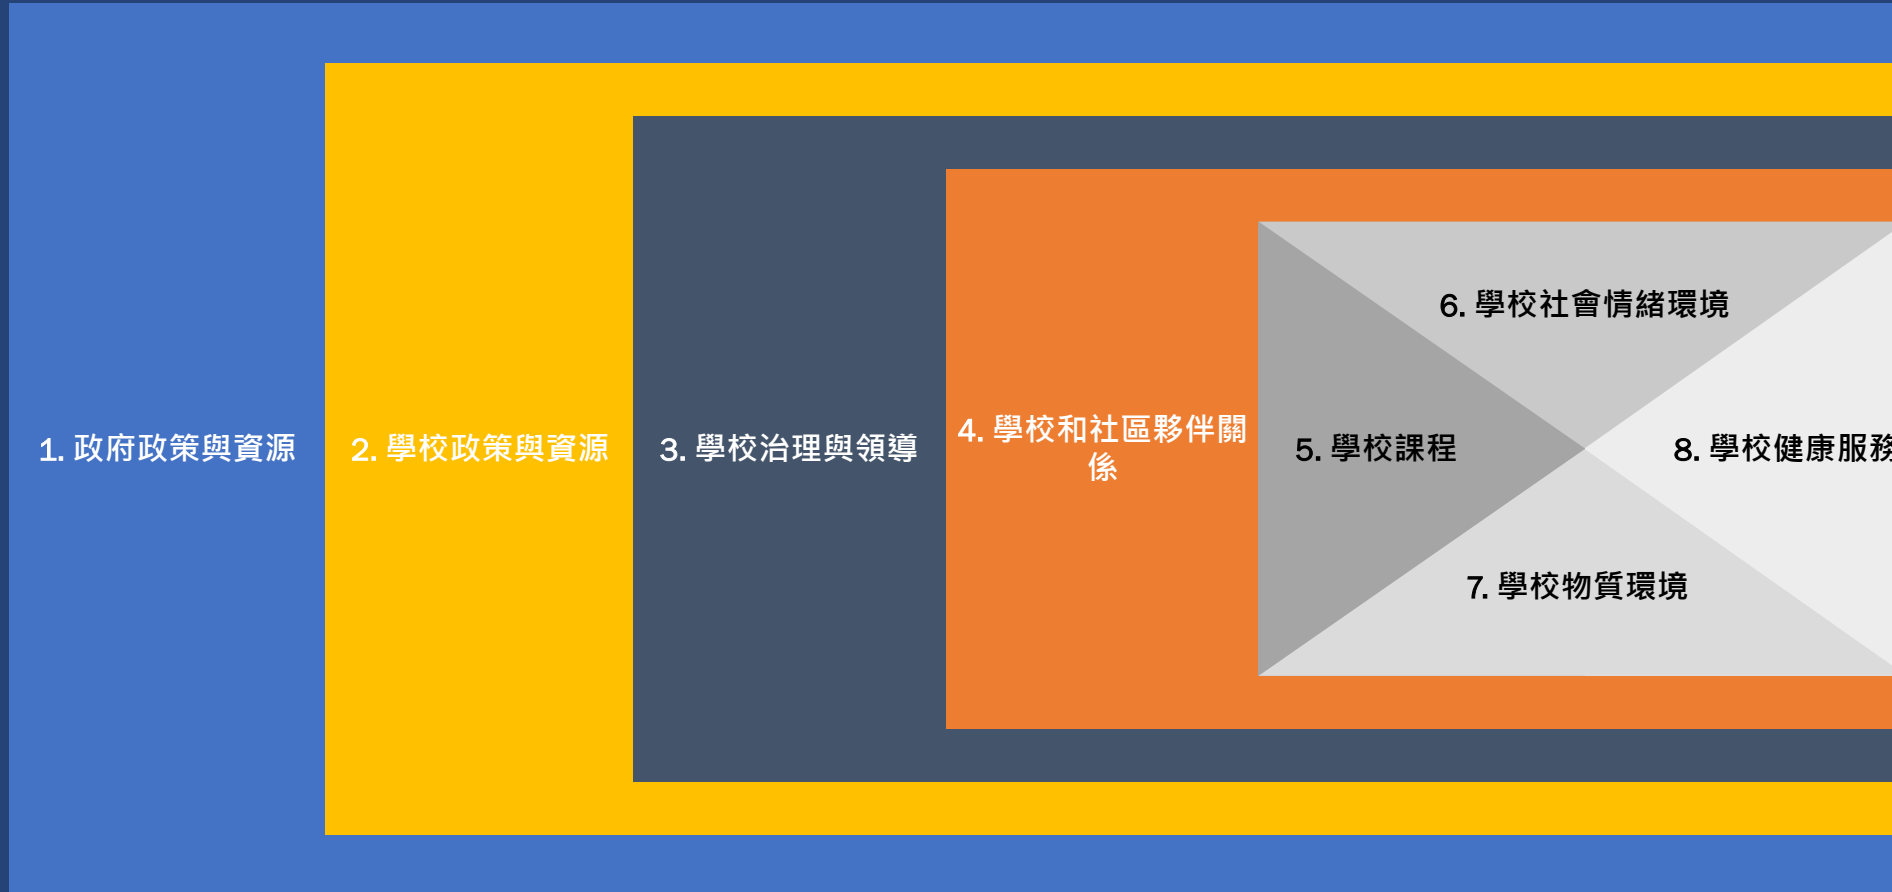 1. 政府政策與資源
2. 學校政策與資源
3. 學校治理與領導
4. 學校和社區夥伴關
係
5. 學校課程
6. 學校社會情緒環境
7. 學校物質環境
8. 學校健康服務